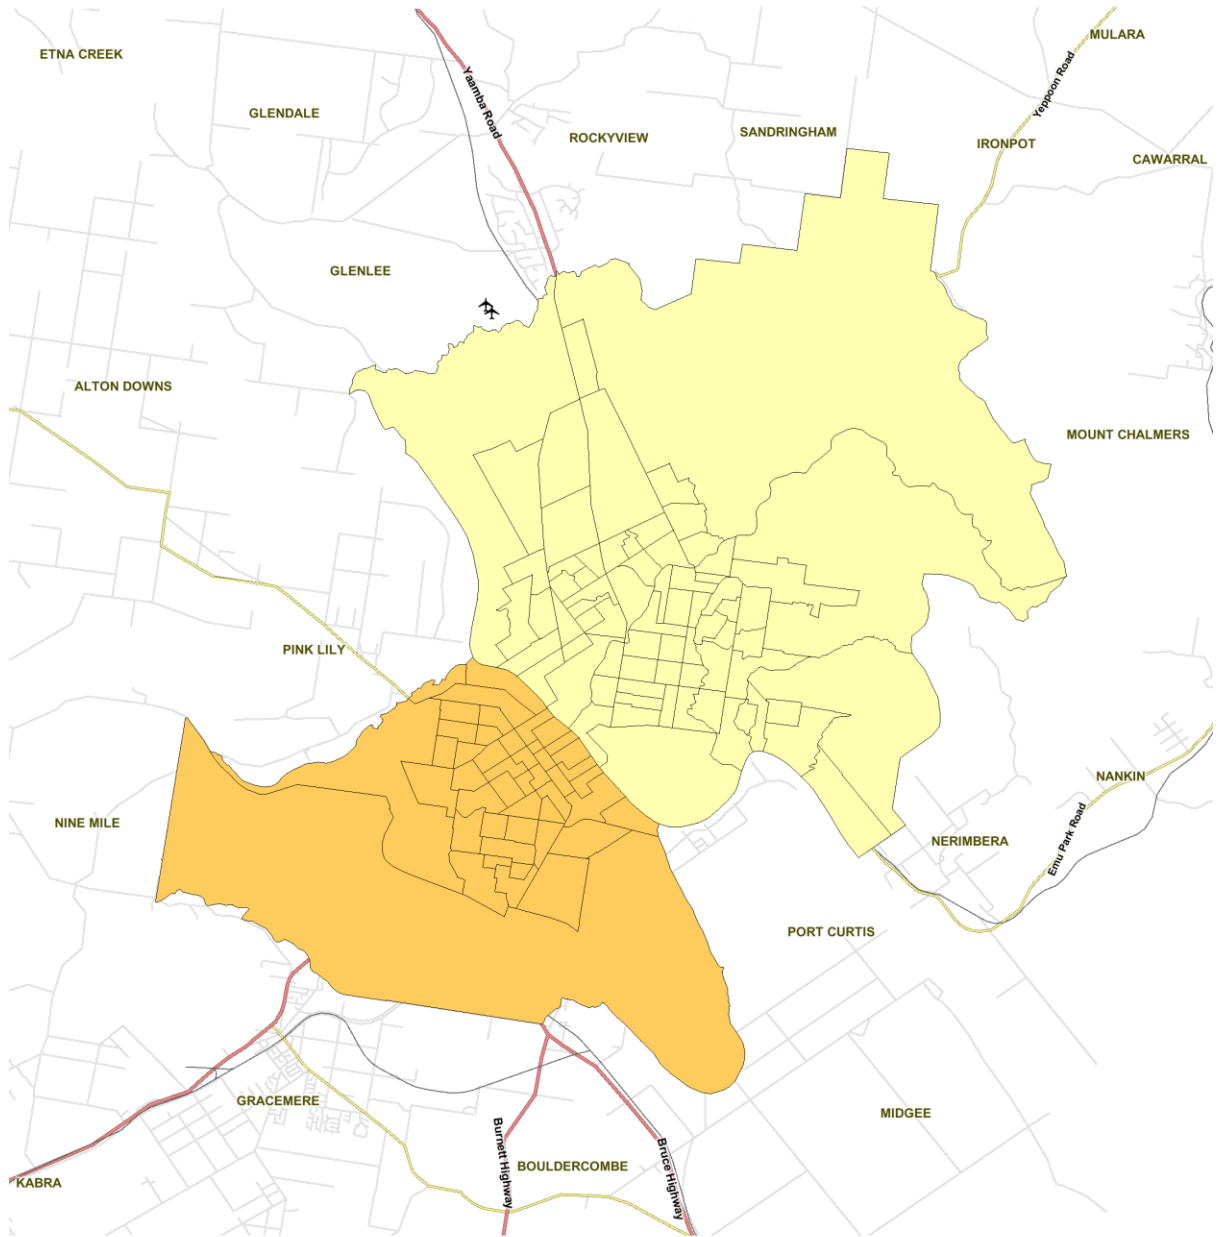 MULARA
ETNA CREEK
Yaamba Road
Yeppoon Road
GLENDALE
ROCKYVIEW
SANDRINGHAM
IRONPOT
CAWARRAL
GLENLEE
ALTON DOWNS
MOUNT CHALMERS
PINK LILY
NANKIN
NINE MILE
NERIMBERA
Emu Park Road
PORT CURTIS
GRACEMERE
MIDGEE
Burnett Highway
BOULDERCOMBE
Bruce Highway
KABRA